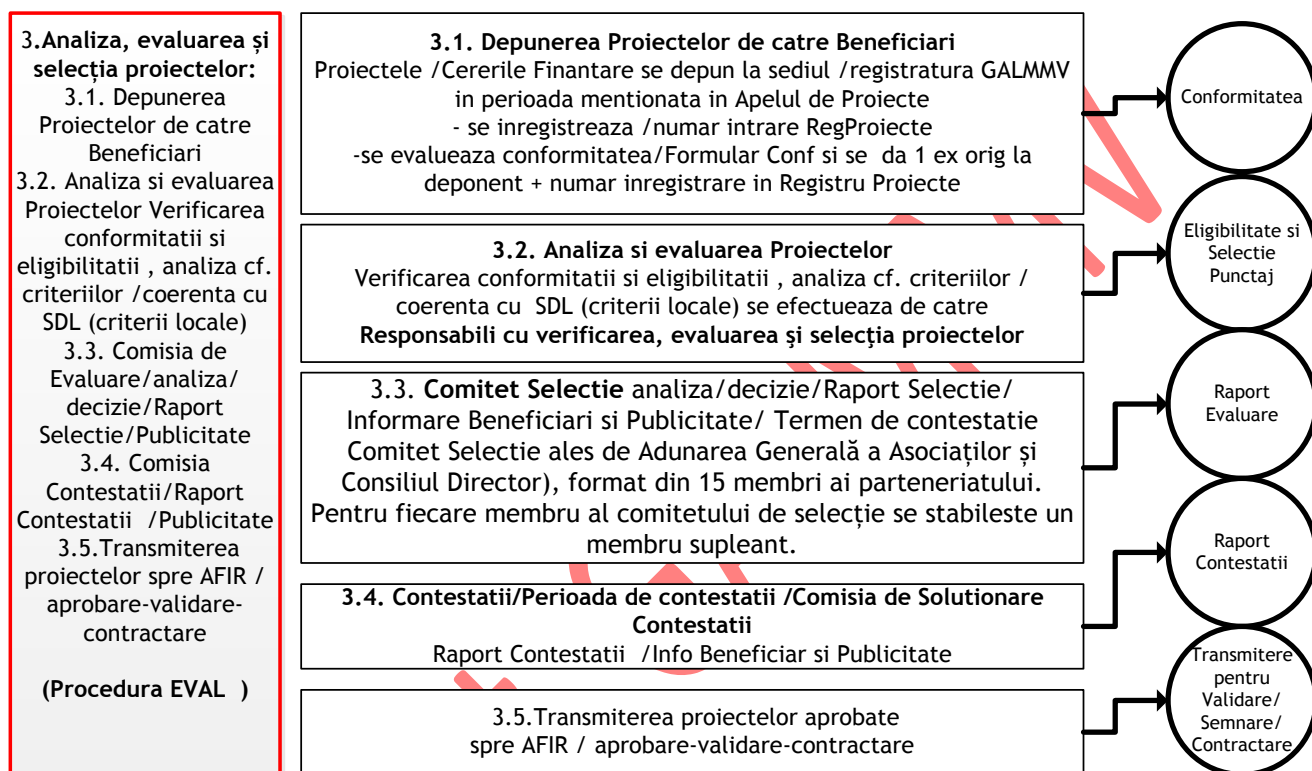 3.Analiza, evaluarea și
selecția proiectelor:
3.1. Depunerea
Proiectelor de catre
Beneficiari
3.2. Analiza si evaluarea
Proiectelor Verificarea
conformitatii si
eligibilitatii , analiza cf.
criteriilor /coerenta cu
SDL (criterii locale)
3.3. Comisia de
Evaluare/analiza/
decizie/Raport
Selectie/Publicitate
3.4. Comisia
Contestatii/Raport
Contestatii /Publicitate
3.5.Transmiterea
proiectelor spre AFIR /
aprobare-validare-
contractare
(Procedura EVAL )
3.1. Depunerea Proiectelor de catre Beneficiari
Proiectele /Cererile Finantare se depun la sediul /registratura GALMMV
in perioada mentionata in Apelul de Proiecte
- se inregistreaza /numar intrare RegProiecte
-se evalueaza conformitatea/Formular Conf si se da 1 ex orig la
deponent + numar inregistrare in Registru Proiecte
Conformitatea
3.2. Analiza si evaluarea Proiectelor
Verificarea conformitatii si eligibilitatii , analiza cf. criteriilor /
coerenta cu SDL (criterii locale) se efectueaza de catre
Responsabili cu verificarea, evaluarea şi selecţia proiectelor
Eligibilitate si
Selectie
Punctaj
3.3. Comitet Selectie analiza/decizie/Raport Selectie/
Informare Beneficiari si Publicitate/ Termen de contestatie
Comitet Selectie ales de Adunarea Generală a Asociaților și
Consiliul Director), format din 15 membri ai parteneriatului.
Pentru fiecare membru al comitetului de selecție se stabileste un
membru supleant.
Raport
Evaluare
3.4. Contestatii/Perioada de contestatii /Comisia de Solutionare
Contestatii
Raport Contestatii /Info Beneficiar si Publicitate
Raport
Contestatii
3.5.Transmiterea proiectelor aprobate
spre AFIR / aprobare-validare-contractare
Transmitere
pentru
Validare/
Semnare/
Contractare